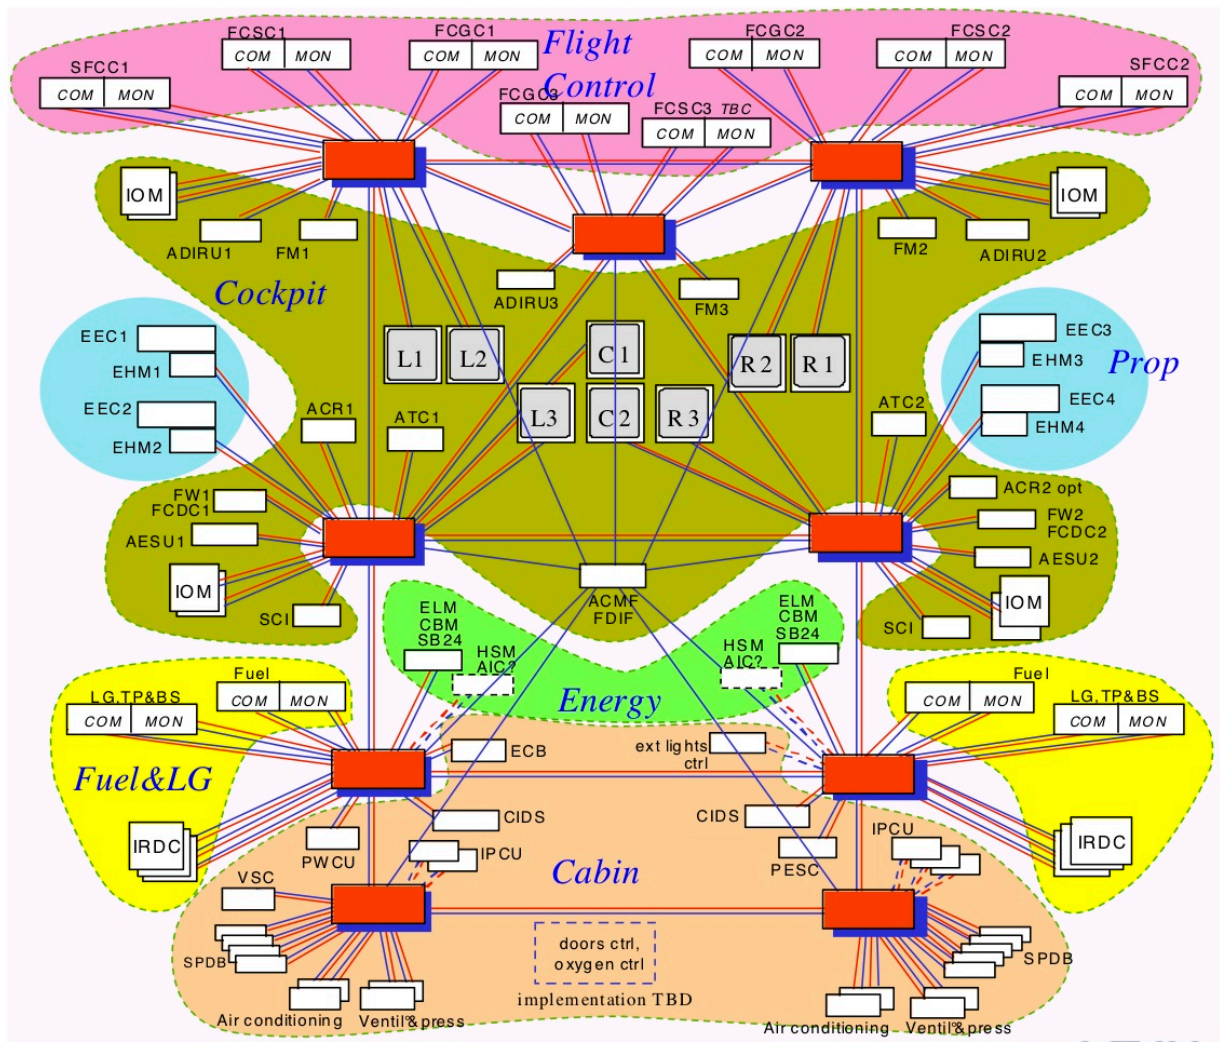 FCSC1
COM MON
FCGC1
COM MON
Flight
Control
FCGC2
COM MON
FCSC2
COM MON
SFCC1
COM MON
SFCC2
COM MON
FCGC3
COM MON
FCSC3 TBC
COM MON
IOM
IOM
ADIRU1
FM1
FM2
ADIRU2
ADIRU3
FM3
Cockpit
EEC1
EHM1
EEC2
EHM2
L1
L2
C1
R2
R1
L3
C2
R3
EEC3
EHM3
Prop
EEC4
EHM4
ACR1
ATC1
ATC2
FW1
FCDC1
AESU1
IOM
SCI
ACR2 opt
FW2
FCDC2
AESU2
IOM
SCI
ACMF
FDIF
ELM
CBM
SB24
HSM
AIC?
ELM
CBM
SB24
HSM
AIC?
Energy
Fuel
COM MON
LG,TP&BS
COM MON
Fuel
COM MON
LG,TP&BS
COM MON
Fuel&LG
ECB
ext lights
ctrl
CIDS
CIDS
IRDC
PWCU
IPCU
PESC
IPCU
IRDC
Cabin
VSC
SPDB
SPDB
doors ctrl,
oxygen ctrl
implementation TBD
Air conditioning
Ventil°&press
Air conditioning
Ventil°&press